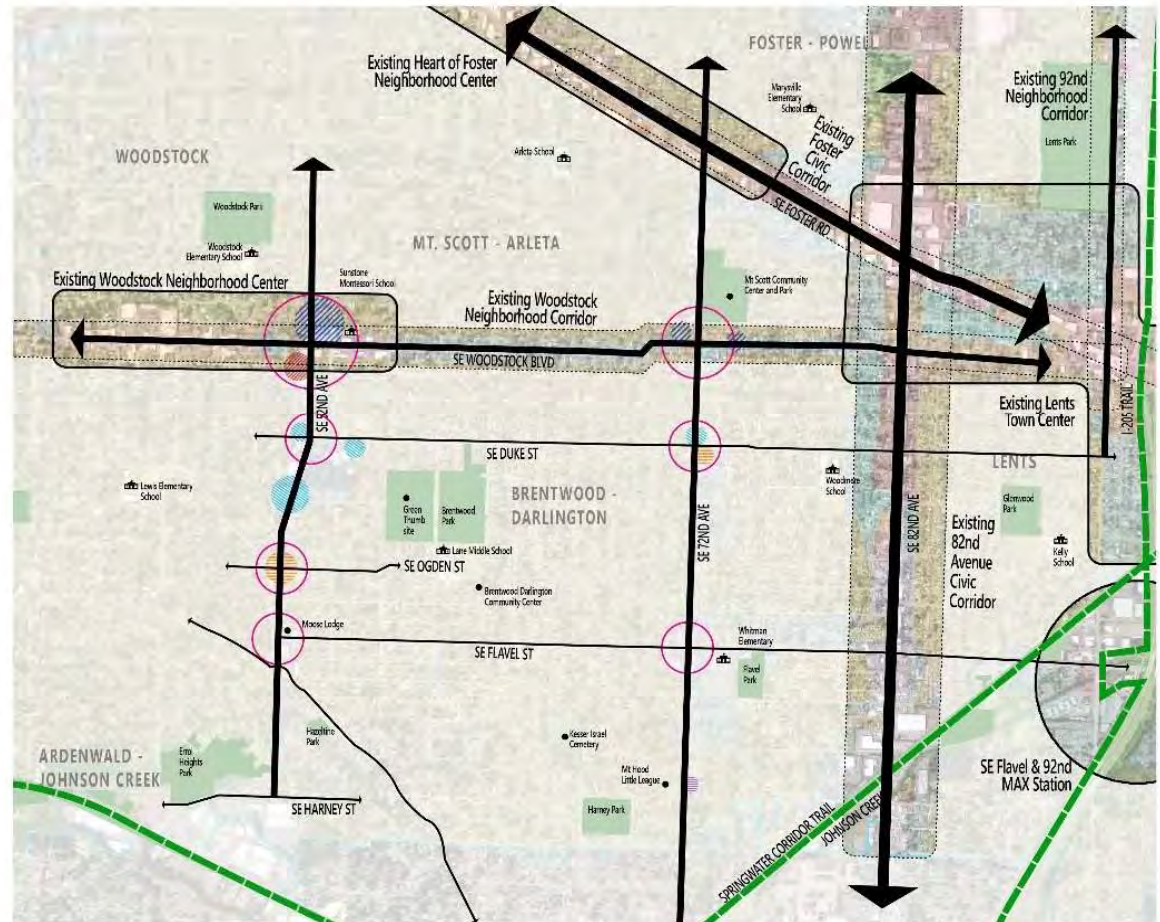 FOSTER - POWELL
Existing Heart of Foster
Neighborhood Center
Marysville
Elementary
School
Existing 92nd
Neighborhood
Corridor
Existing
Foster
Civic
Corridor
Lents Park
WOODSTOCK
Arleta School
SE FOSTER RD
Woodstock Park
MT. SCOTT - ARLETA
Woodstock
Elementary School
Existing Woodstock Neighborhood Center
Sunstone
Montessori School
Mt Scott Community
Center and Park
Existing Woodstock
Neighborhood Corridor
SE WOODSTOCK BLVD
SE 52ND AVE
Existing Lents
Town Center
I-205 TRAIL
SE DUKE ST
LENTS
Woodmere
School
Lewis Elementary
School
Green
Thumb
site
Brentwood
Park
BRENTWOOD -
DARLINGTON
Glenwood
Park
SE 72ND AVE
SE 82ND AVE
Existing
82nd
Avenue
Civic
Corridor
Kelly
School
Lane Middle School
SE OGDEN ST
Brentwood Darlington
Community Center
Moose Lodge
SE FLAVEL ST
Whitman
Elementary
Flavel
Park
Hazeltine
Park
Kesser Israel
Cemetery
ARDENWALD -
JOHNSON CREEK
Errol
Heights
Park
Mt Hood
Little League
SE Flavel & 92nd
MAX Station
SE HARNEY ST
Harney Park
SPRINGWATER CORRIDOR TRAIL
JOHNSON CREEK